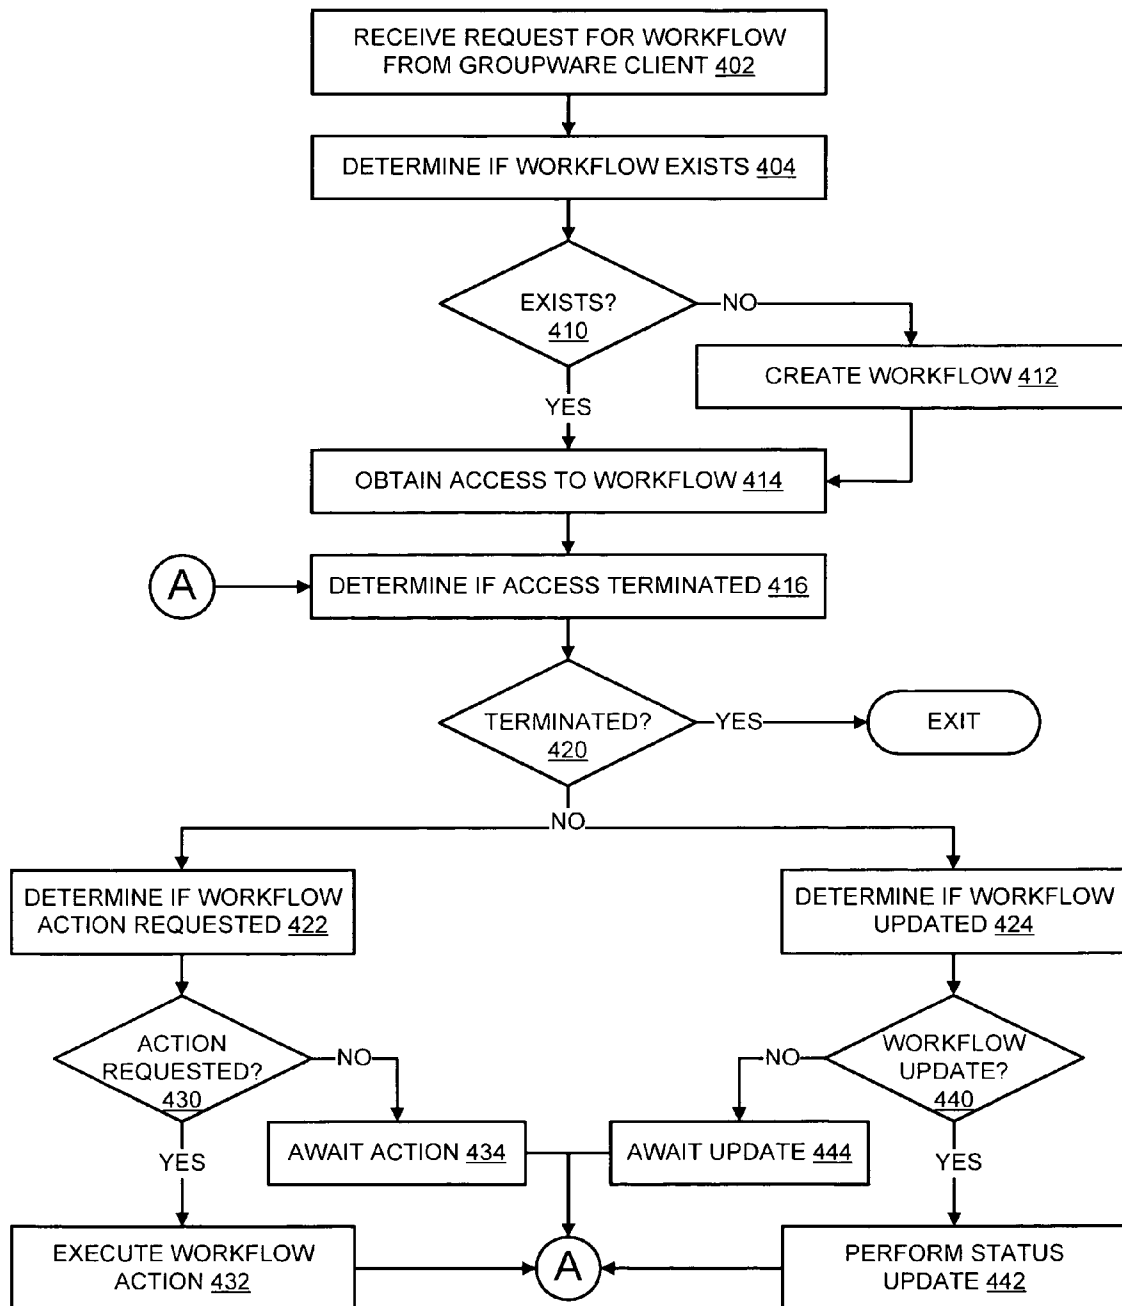 RECEIVE REQUEST FOR WORKFLOW
FROM GROUPWARE CLIENT 402
DETERMINE IF WORKFLOW EXISTS 404
EXISTS?
410
NO
CREATE WORKFLOW 412
YES
OBTAIN ACCESS TO WORKFLOW 414
A
DETERMINE IF ACCESS TERMINATED 416
TERMINATED?
420
YES
EXIT
NO
DETERMINE IF WORKFLOW
ACTION REQUESTED 422
DETERMINE IF WORKFLOW
UPDATED 424
ACTION
REQUESTED?
430
NO
NO
WORKFLOW
UPDATE?
440
AWAIT ACTION 434
AWAIT UPDATE 444
YES
YES
EXECUTE WORKFLOW
ACTION 432
A
PERFORM STATUS
UPDATE 442